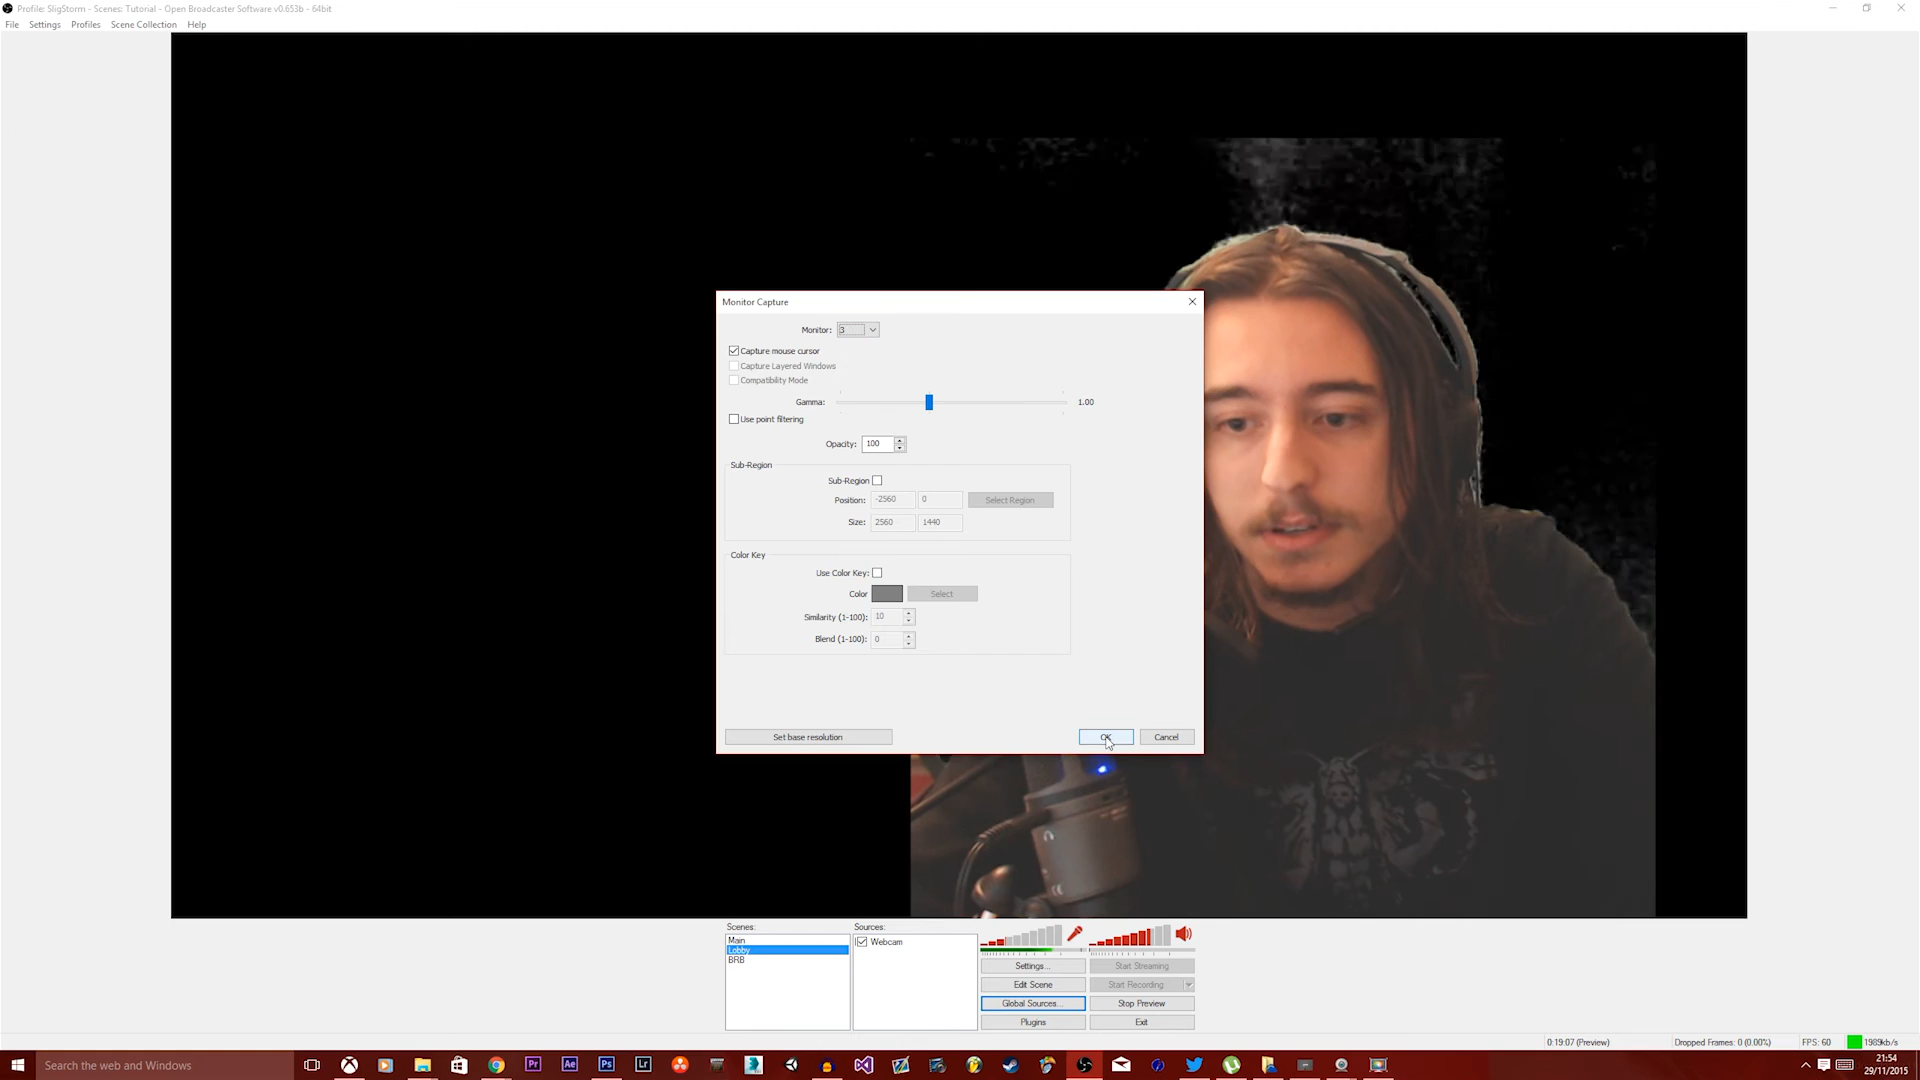 Profile: SligStorm - Scenes: Tutorial - Open Broadcaster Software v0.653b - 64bit
File Settings Profiles Scene Collection Help
Monitor Capture
Monitor: 3
Capture mouse cursor
Capture Layered Windows
Compatibility Mode
Gamma: 1.00
Use point filtering
Opacity: 100
Sub-Region
Sub-Region
Position: -2560 0 Select Region
Size: 2560 1440
Color Key
Use Color Key:
Color Select
Similarity (1-100): 10
Blend (1-100): 0
Set base resolution OK Cancel
Scenes: Sources:
Main Webcam
Lobby
BRB
Settings... Start Streaming
Edit Scene Start Recording
Global Sources... Stop Preview
Plugins Exit
0:19:07 (Preview) Dropped Frames: 0 (0.00%) FPS: 60 1989kb/s
Search the web and Windows
Pr Ae Ps Lr
21:54
29/11/2015